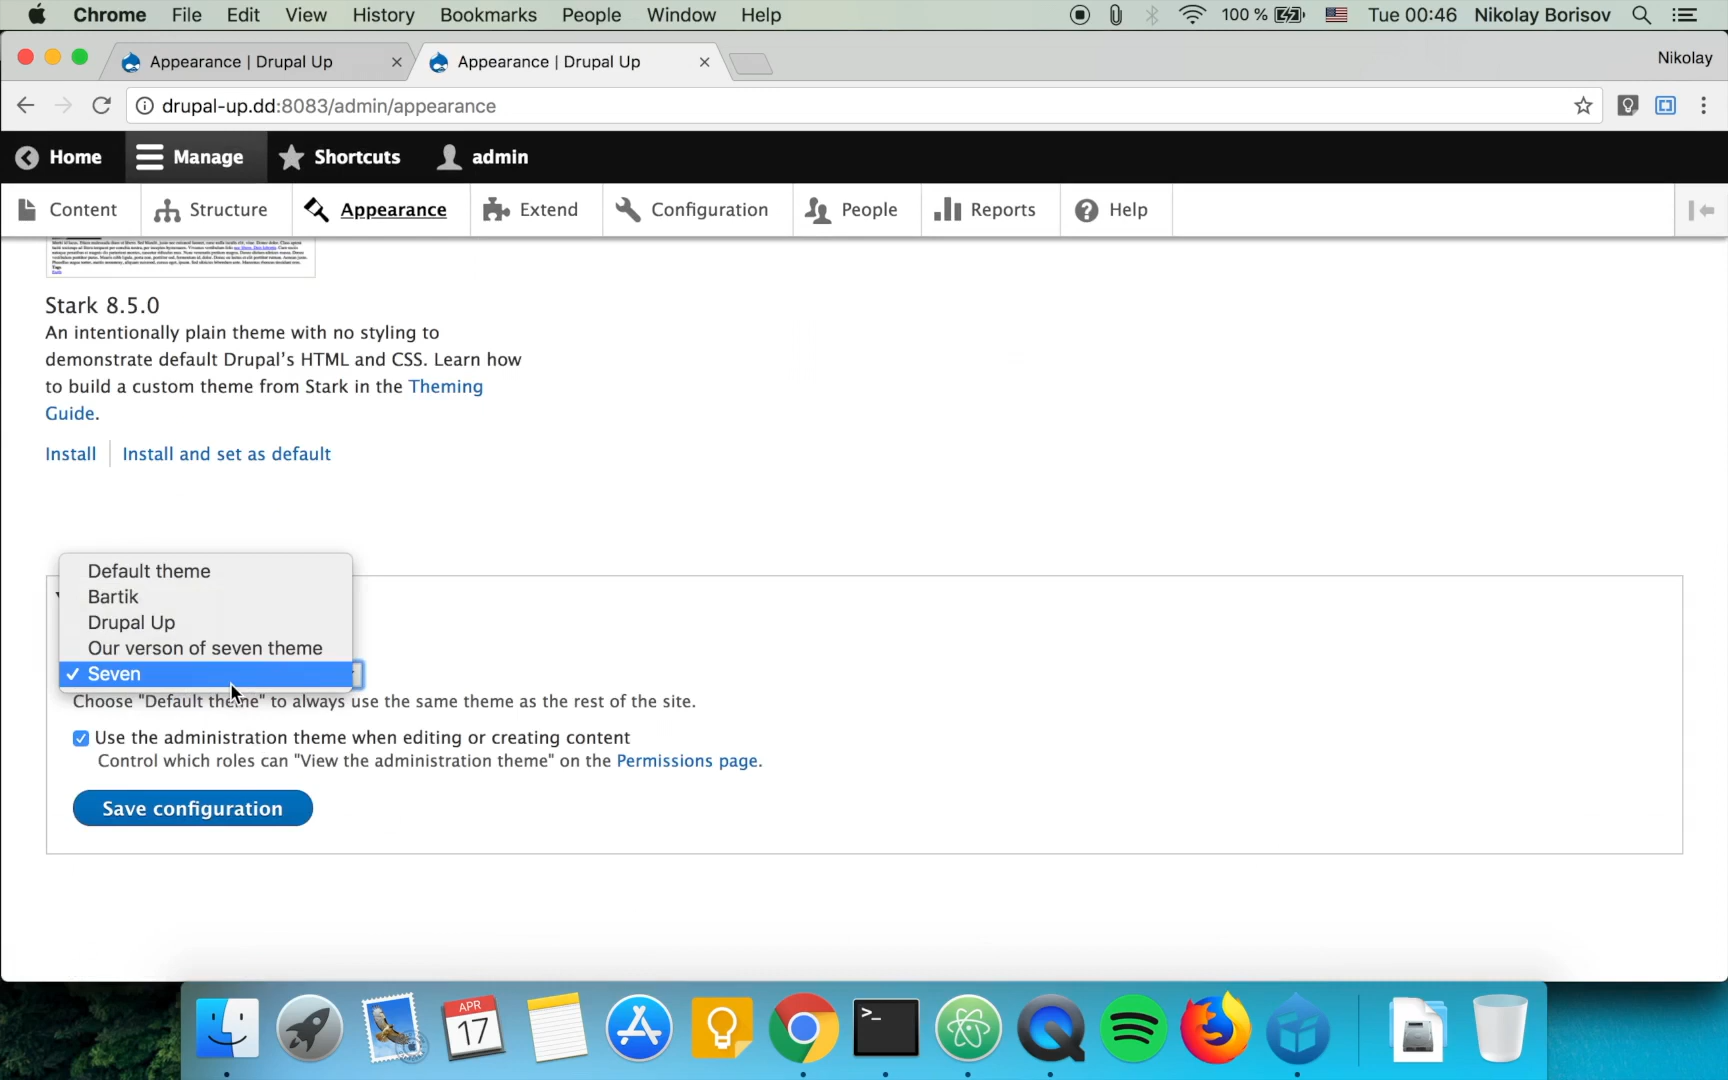 Chrome File Edit View History Bookmarks People Window Help 100 % Tue 00:46 Nikolay Borisov
Appearance | Drupal Up Appearance | Drupal Up Nikolay
drupal-up.dd:8083/admin/appearance
Home Manage Shortcuts admin
Content Structure Appearance Extend Configuration People Reports Help
Stark 8.5.0
An intentionally plain theme with no styling to
demonstrate default Drupal's HTML and CSS. Learn how
to build a custom theme from Stark in the Theming
Guide.
Install Install and set as default
Default theme
Bartik
Drupal Up
Our verson of seven theme
✓ Seven
Choose "Default theme" to always use the same theme as the rest of the site.
Use the administration theme when editing or creating content
Control which roles can "View the administration theme" on the Permissions page.
Save configuration
APR
17
>_